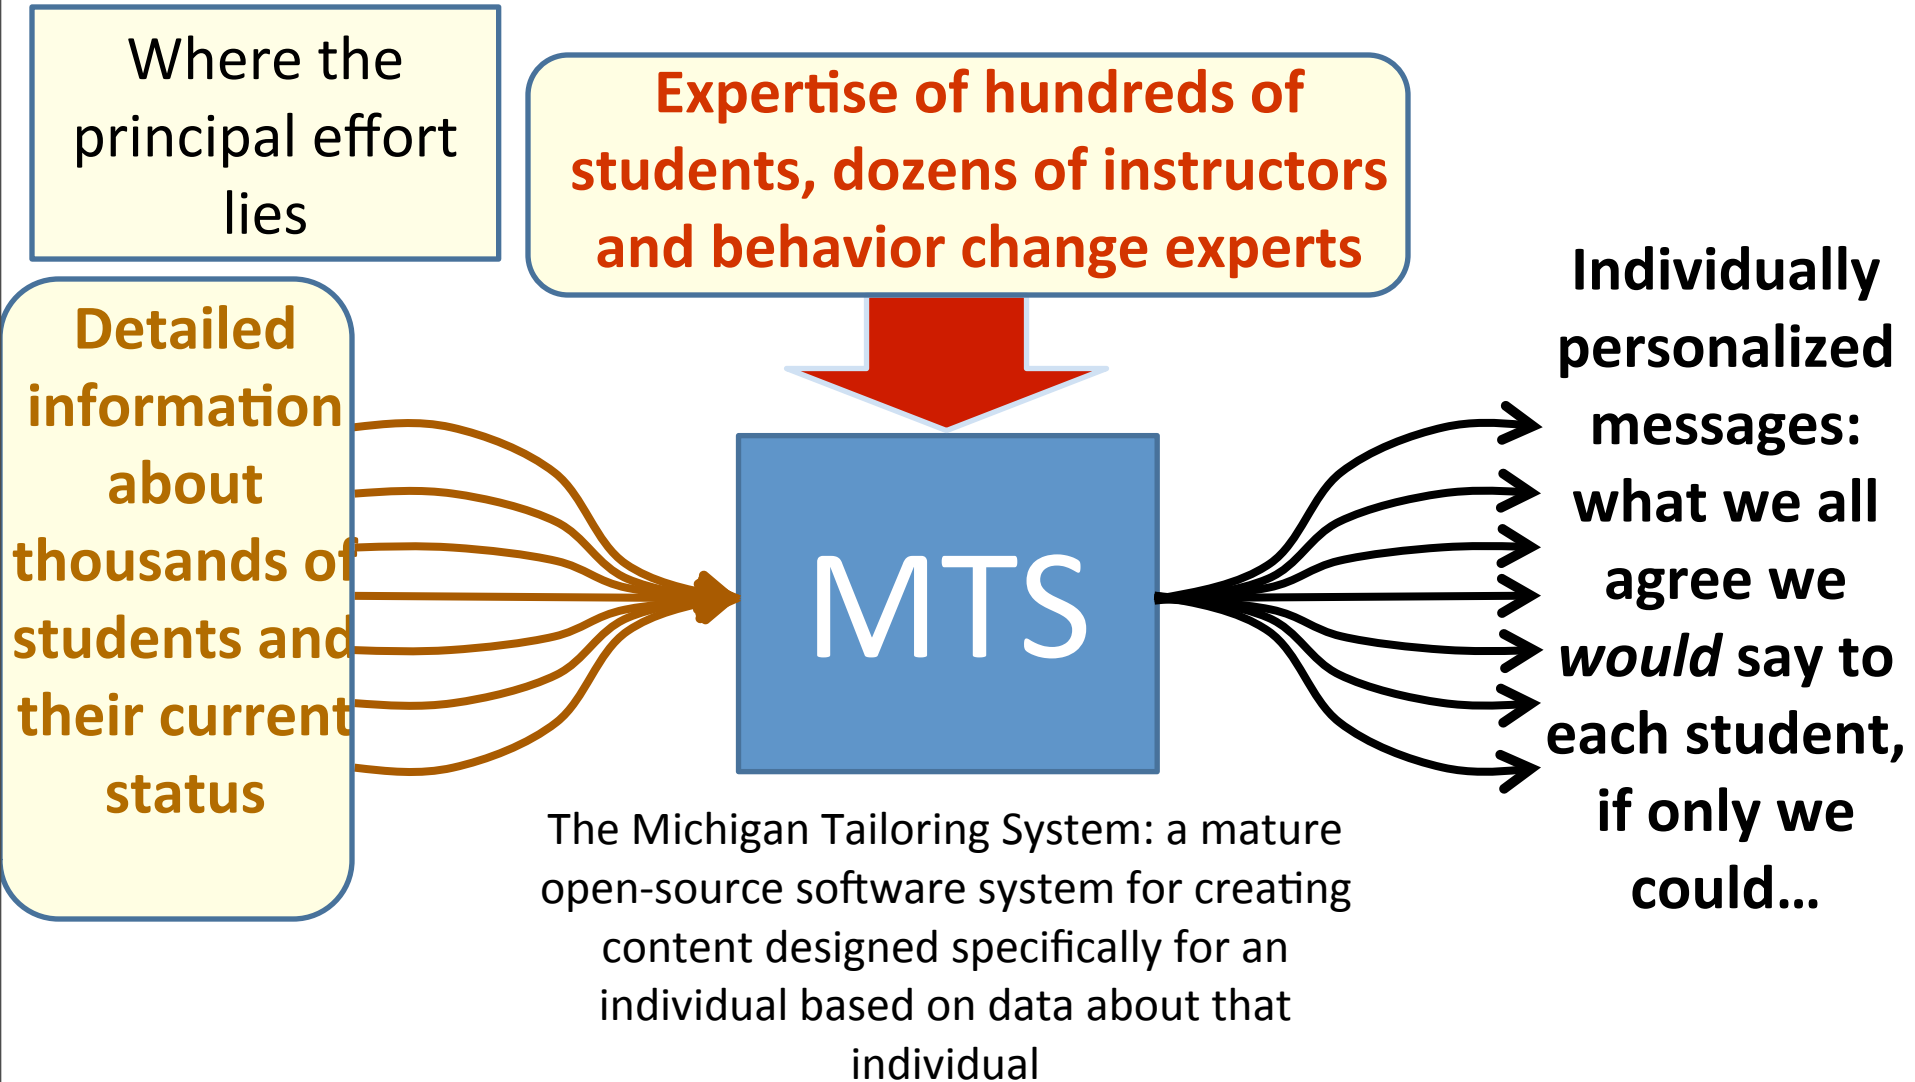 Where the
principal effort
lies
Expertise of hundreds of
students, dozens of instructors
and behavior change experts
Detailed
information
about
thousands of
students and
their current
status
MTS
The Michigan Tailoring System: a mature
open-source software system for creating
content designed specifically for an
individual based on data about that
individual
Individually
personalized
messages:
what we all
agree we
would say to
each student,
if only we
could…